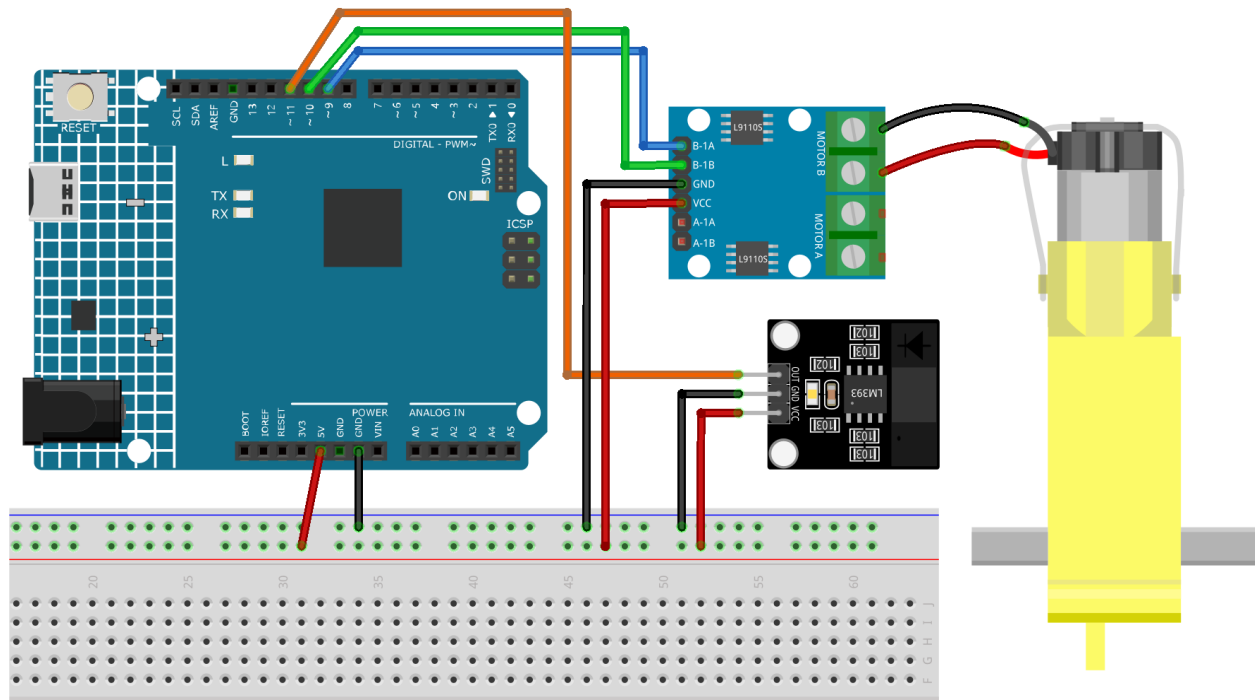 RESET
SCL
SDA
AREF
GND
13
12
~11
~10
~9
8
7
~6
~5
4
~3
2
TX0 ▶ 1
RX0 ◀ 0
DIGITAL - PWM~
L
TX
RX
ON
SWD
ICSP
BOOT
IOREF
RESET
3V3
5V
GND
GND
VIN
POWER
ANALOG IN
A0
A1
A2
A3
A4
A5
B-1A
B-1B
GND
VCC
A-1A
A-1B
L9110S
L9110S
MOTOR B
MOTOR A
OUT
GND
VCC
102
103
102
103
LM393
103
103
20
25
30
35
40
45
50
55
60
J
I
H
G
F